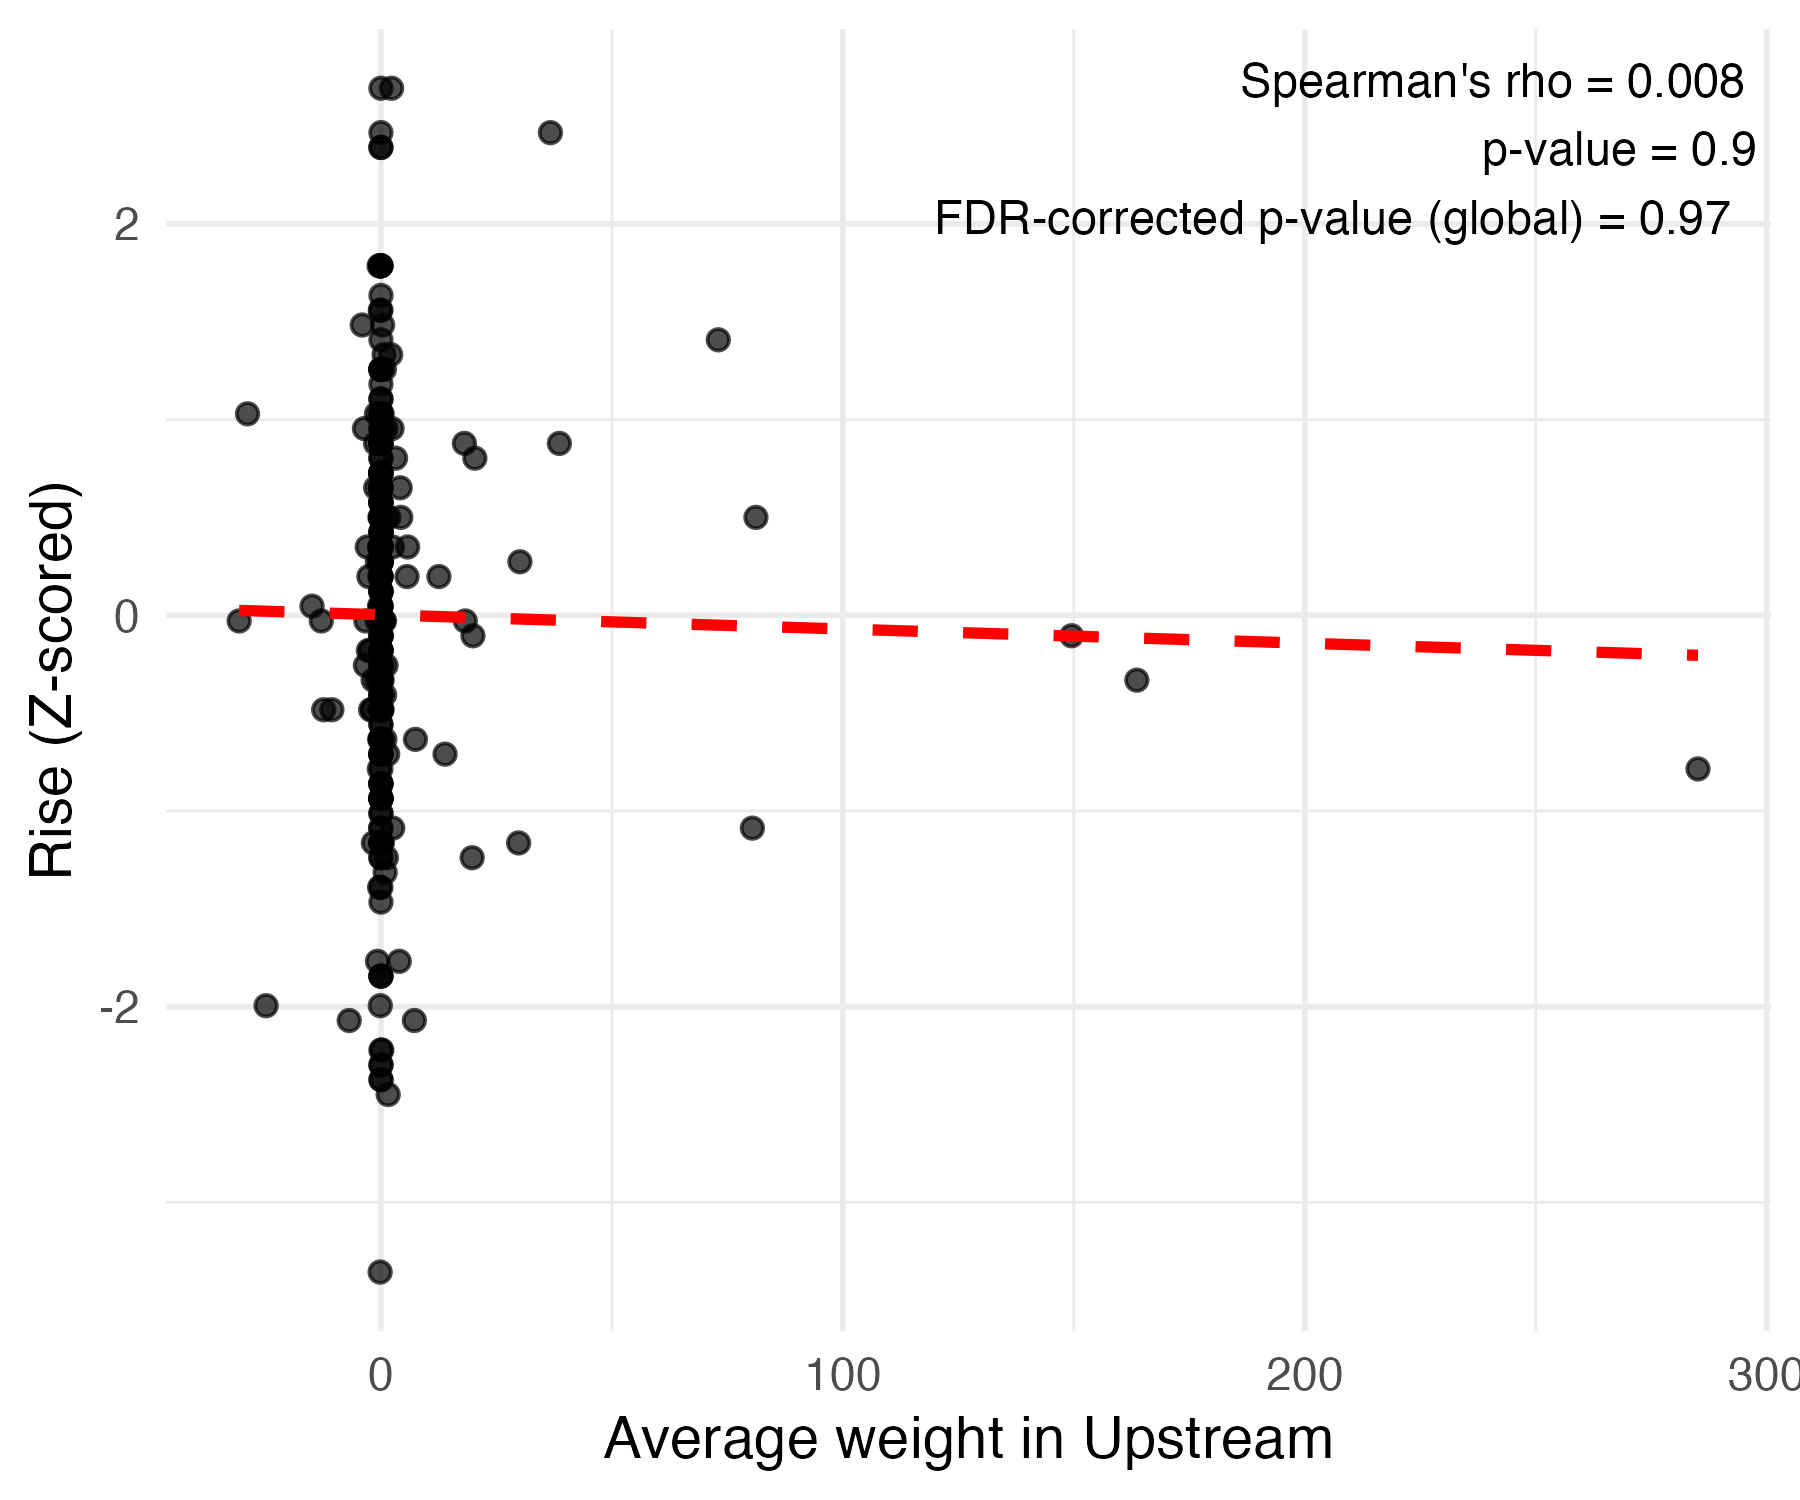 Spearman's rho = 0.008
p-value = 0.9
FDR-corrected p-value (global) = 0.97
2
0
-2
Rise (Z-scored)
0 100 200 300
Average weight in Upstream